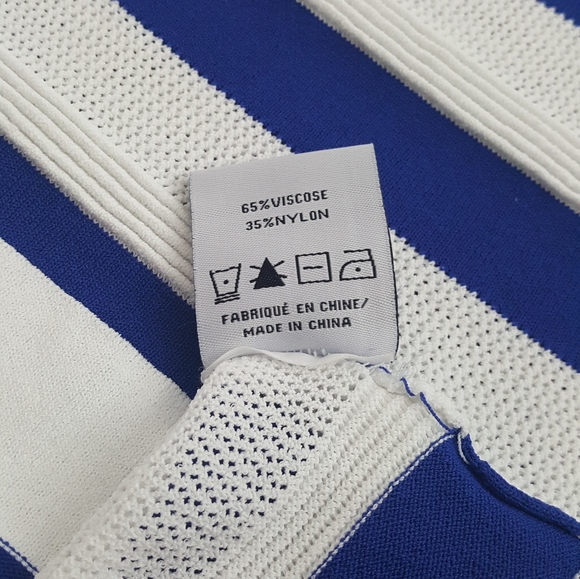 65%VISCOSE
35%NYLON
FABRIQUÉ EN CHINE/
MADE IN CHINA